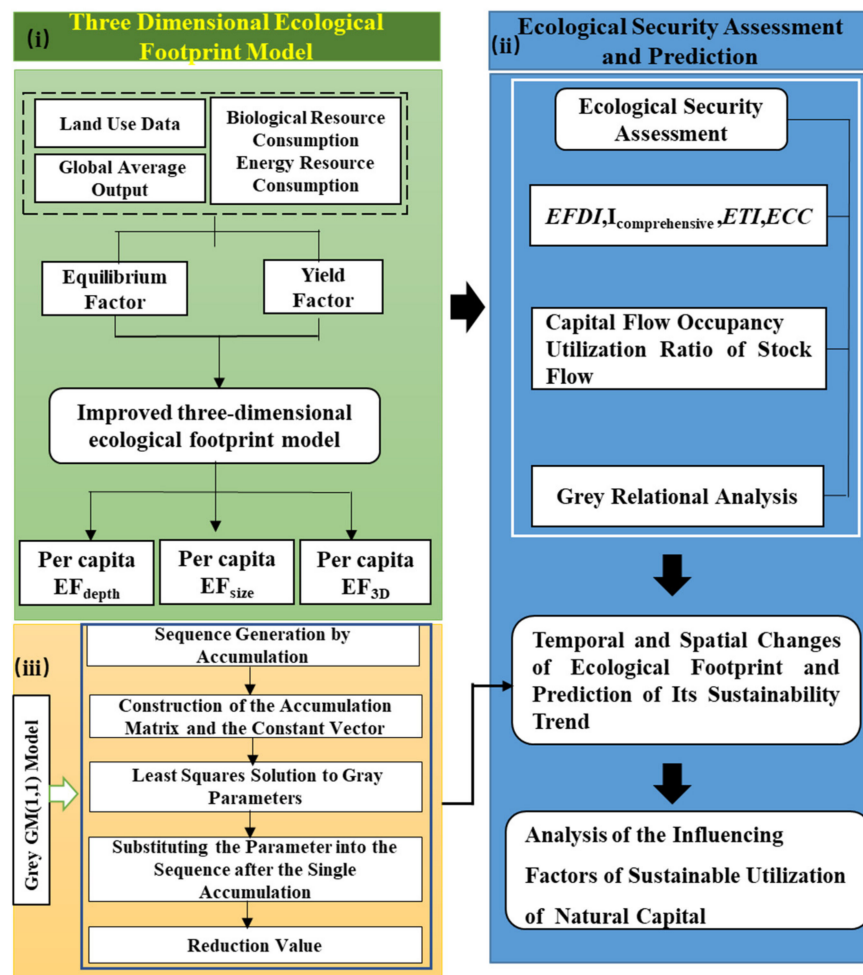 (i)
Three Dimensional Ecological
Footprint Model
Land Use Data
Global Average
Output
Biological Resource
Consumption
Energy Resource
Consumption
Equilibrium
Factor
Yield
Factor
Improved three-dimensional
ecological footprint model
Per capita
EFdepth
Per capita
EFsize
Per capita
EF3D
(ii)
Ecological Security Assessment
and Prediction
Ecological Security
Assessment
EFDI,Icomprehensive,ETI,ECC
Capital Flow Occupancy
Utilization Ratio of Stock
Flow
Grey Relational Analysis
Temporal and Spatial Changes
of Ecological Footprint and
Prediction of Its Sustainability
Trend
Analysis of the Influencing
Factors of Sustainable Utilization
of Natural Capital
(iii)
Grey GM(1,1) Model
Sequence Generation by
Accumulation
Construction of the Accumulation
Matrix and the Constant Vector
Least Squares Solution to Gray
Parameters
Substituting the Parameter into the
Sequence after the Single
Accumulation
Reduction Value